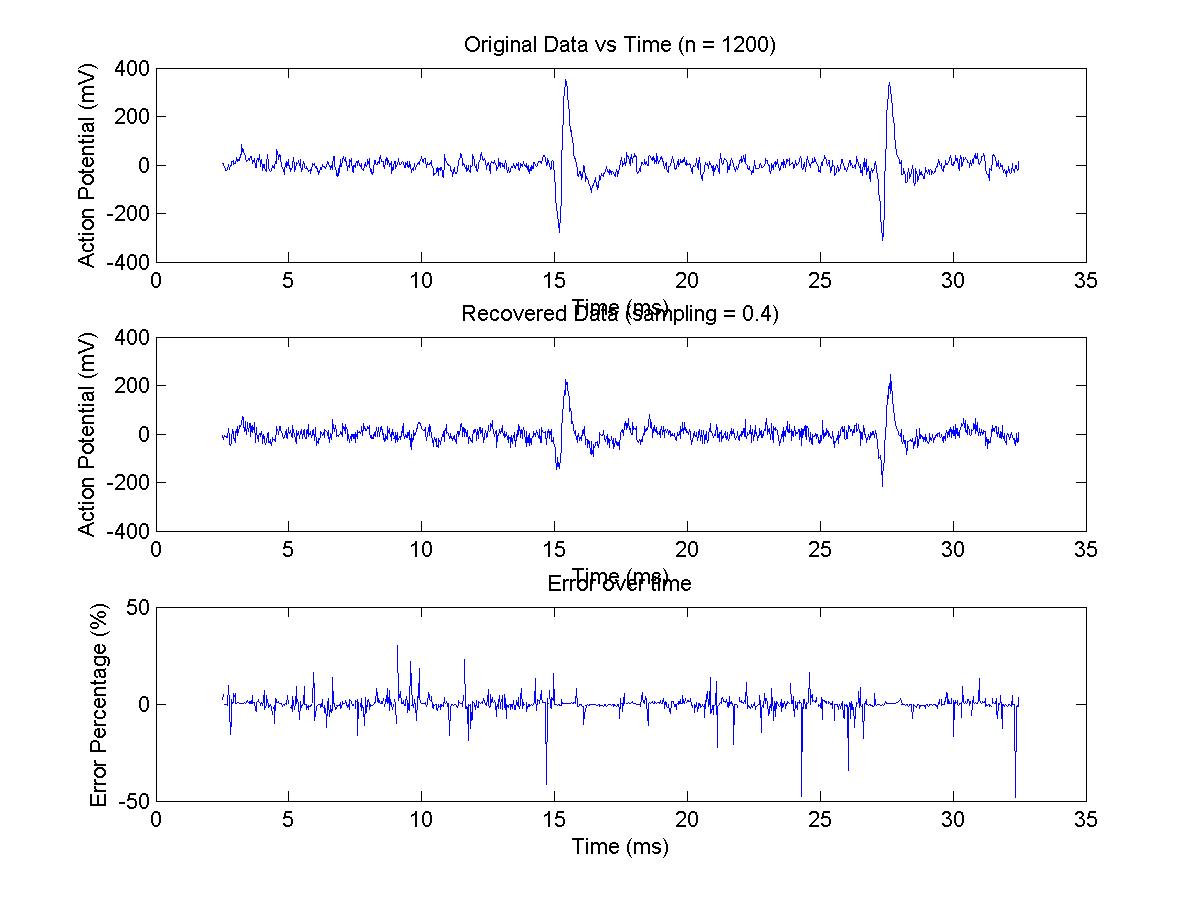 Original Data vs Time (n = 1200)
Action Potential (mV)
400
200
0
-200
-400
0 5 10 15 20 25 30 35
Time (ms)
Recovered Data (sampling = 0.4)
Action Potential (mV)
400
200
0
-200
-400
0 5 10 15 20 25 30 35
Time (ms)
Error over time
Error Percentage (%)
50
0
-50
0 5 10 15 20 25 30 35
Time (ms)